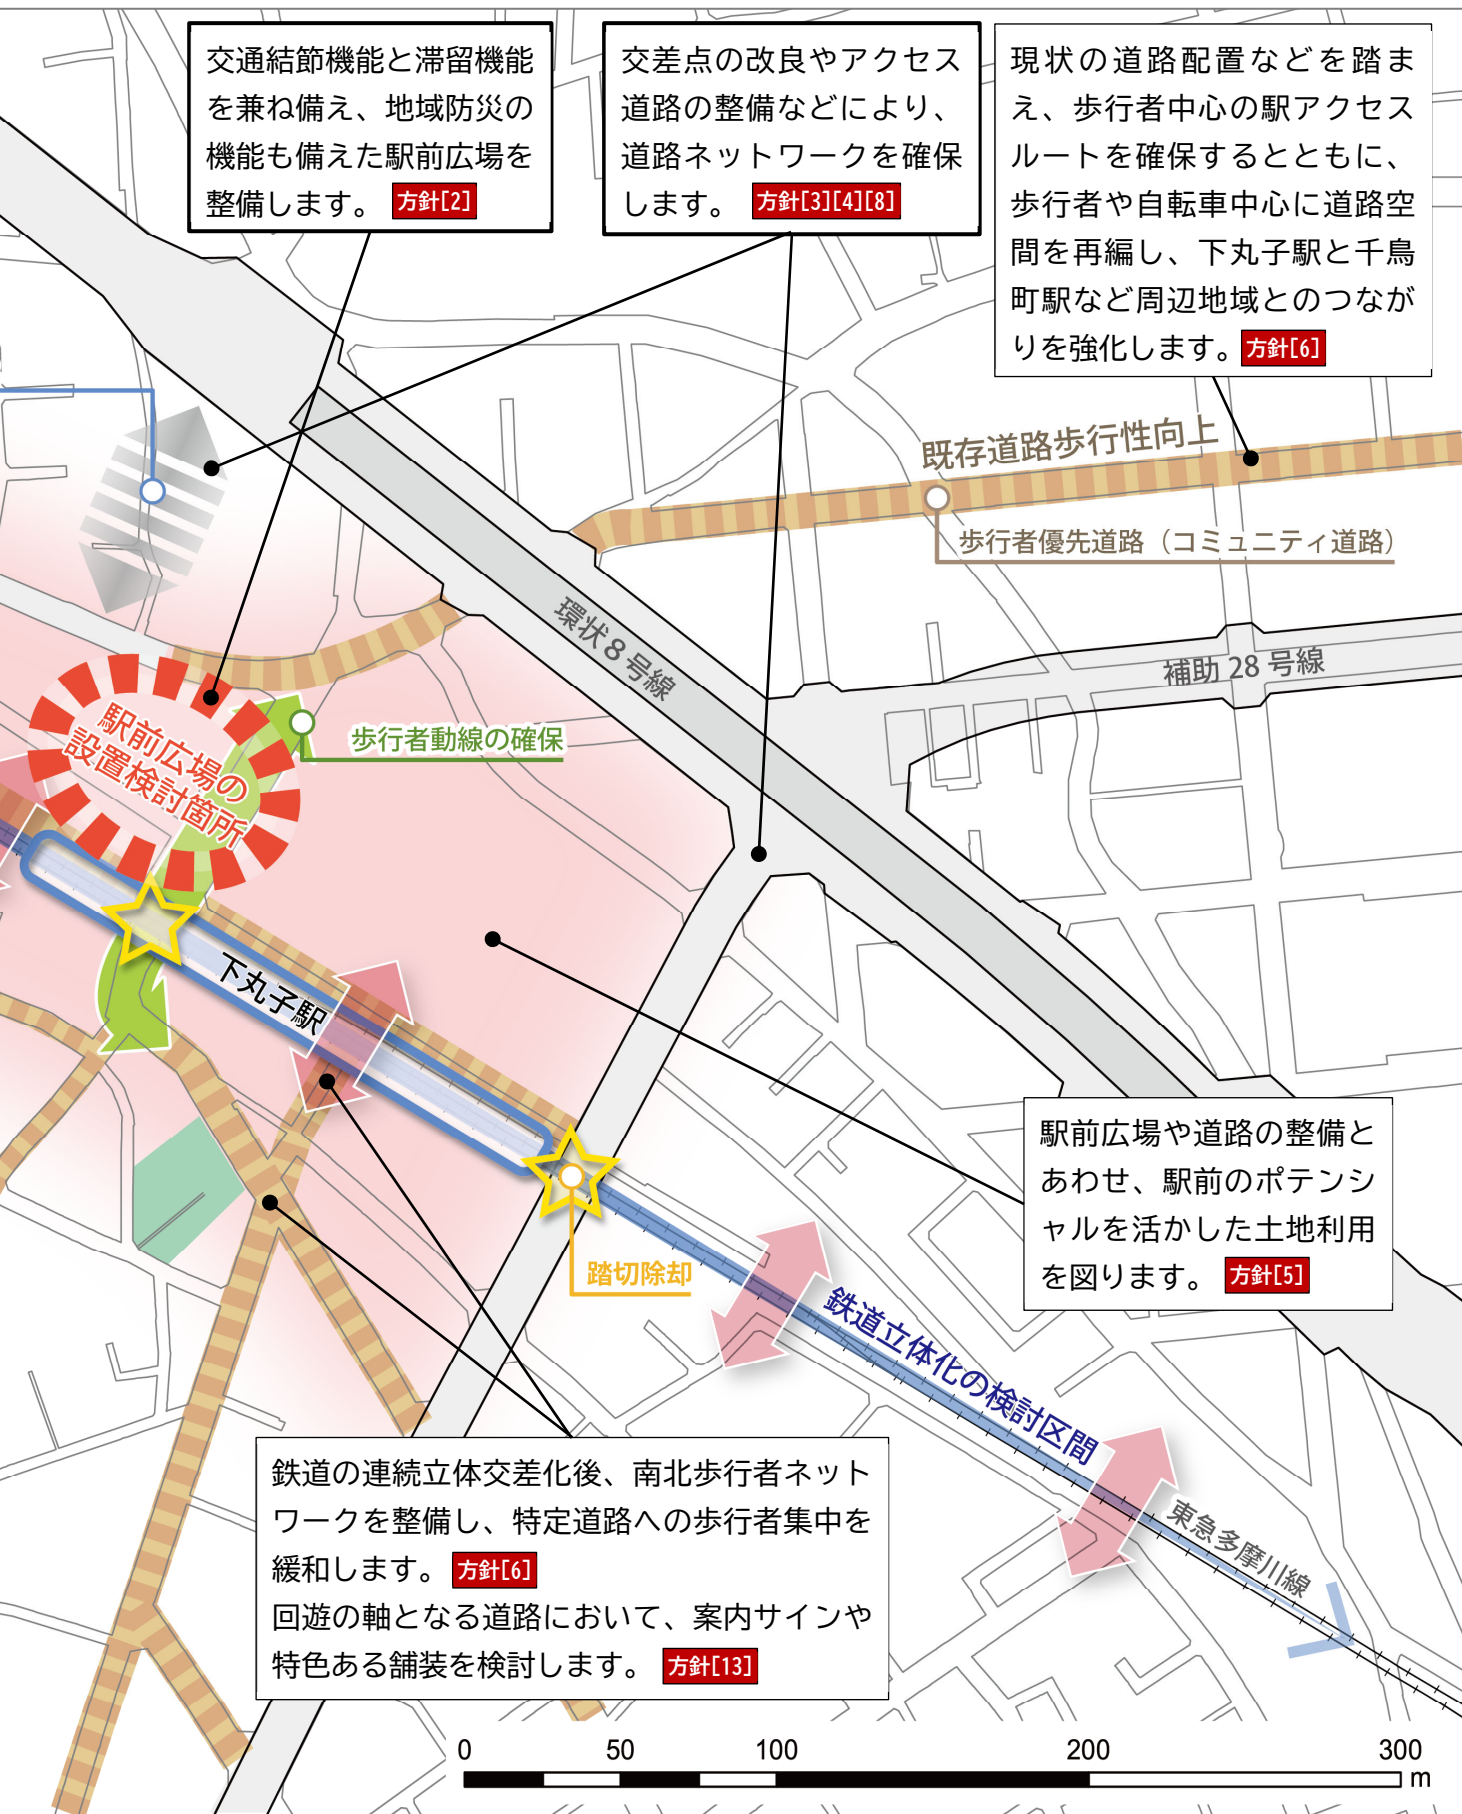 交通結節機能と滞留機能
を兼ね備え、地域防災の
機能も備えた駅前広場を
整備します。 方針[2]
交差点の改良やアクセス
道路の整備などにより、
道路ネットワークを確保
します。 方針[3][4][8]
現状の道路配置などを踏ま
え、歩行者中心の駅アクセス
ルートを確保するとともに、
歩行者や自転車中心に道路空
間を再編し、下丸子駅と千鳥
町駅など周辺地域とのつなが
りを強化します。 方針[6]
既存道路歩行性向上
歩行者優先道路（コミュニティ道路）
環状8号線
補助28号線
駅前広場の
設置検討箇所
歩行者動線の確保
下丸子駅
踏切除却
駅前広場や道路の整備と
あわせ、駅前のポテンシ
ャルを活かした土地利用
を図ります。 方針[5]
鉄道立体化の検討区間
東急多摩川線
鉄道の連続立体交差化後、南北歩行者ネット
ワークを整備し、特定道路への歩行者集中を
緩和します。 方針[6]
回遊の軸となる道路において、案内サインや
特色ある舗装を検討します。 方針[13]
0 50 100 200 300
m